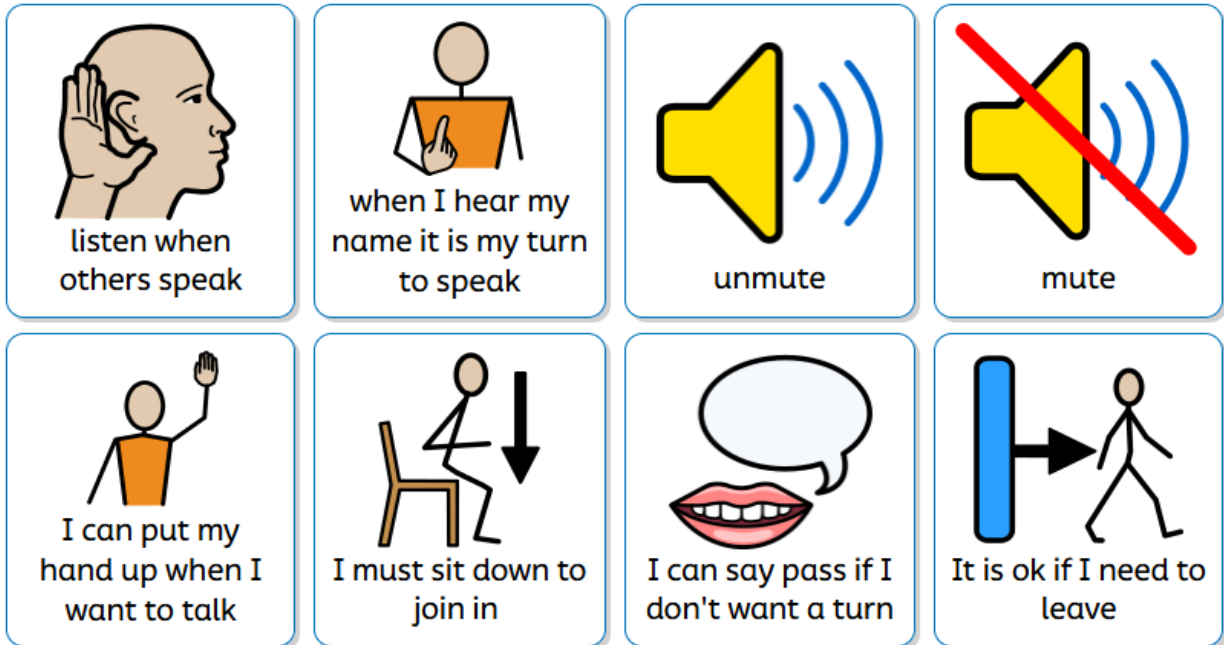 listen when
others speak
when I hear my
name it is my turn
to speak
unmute
mute
I can put my
hand up when I
want to talk
I must sit down to
join in
I can say pass if I
don't want a turn
It is ok if I need to
leave